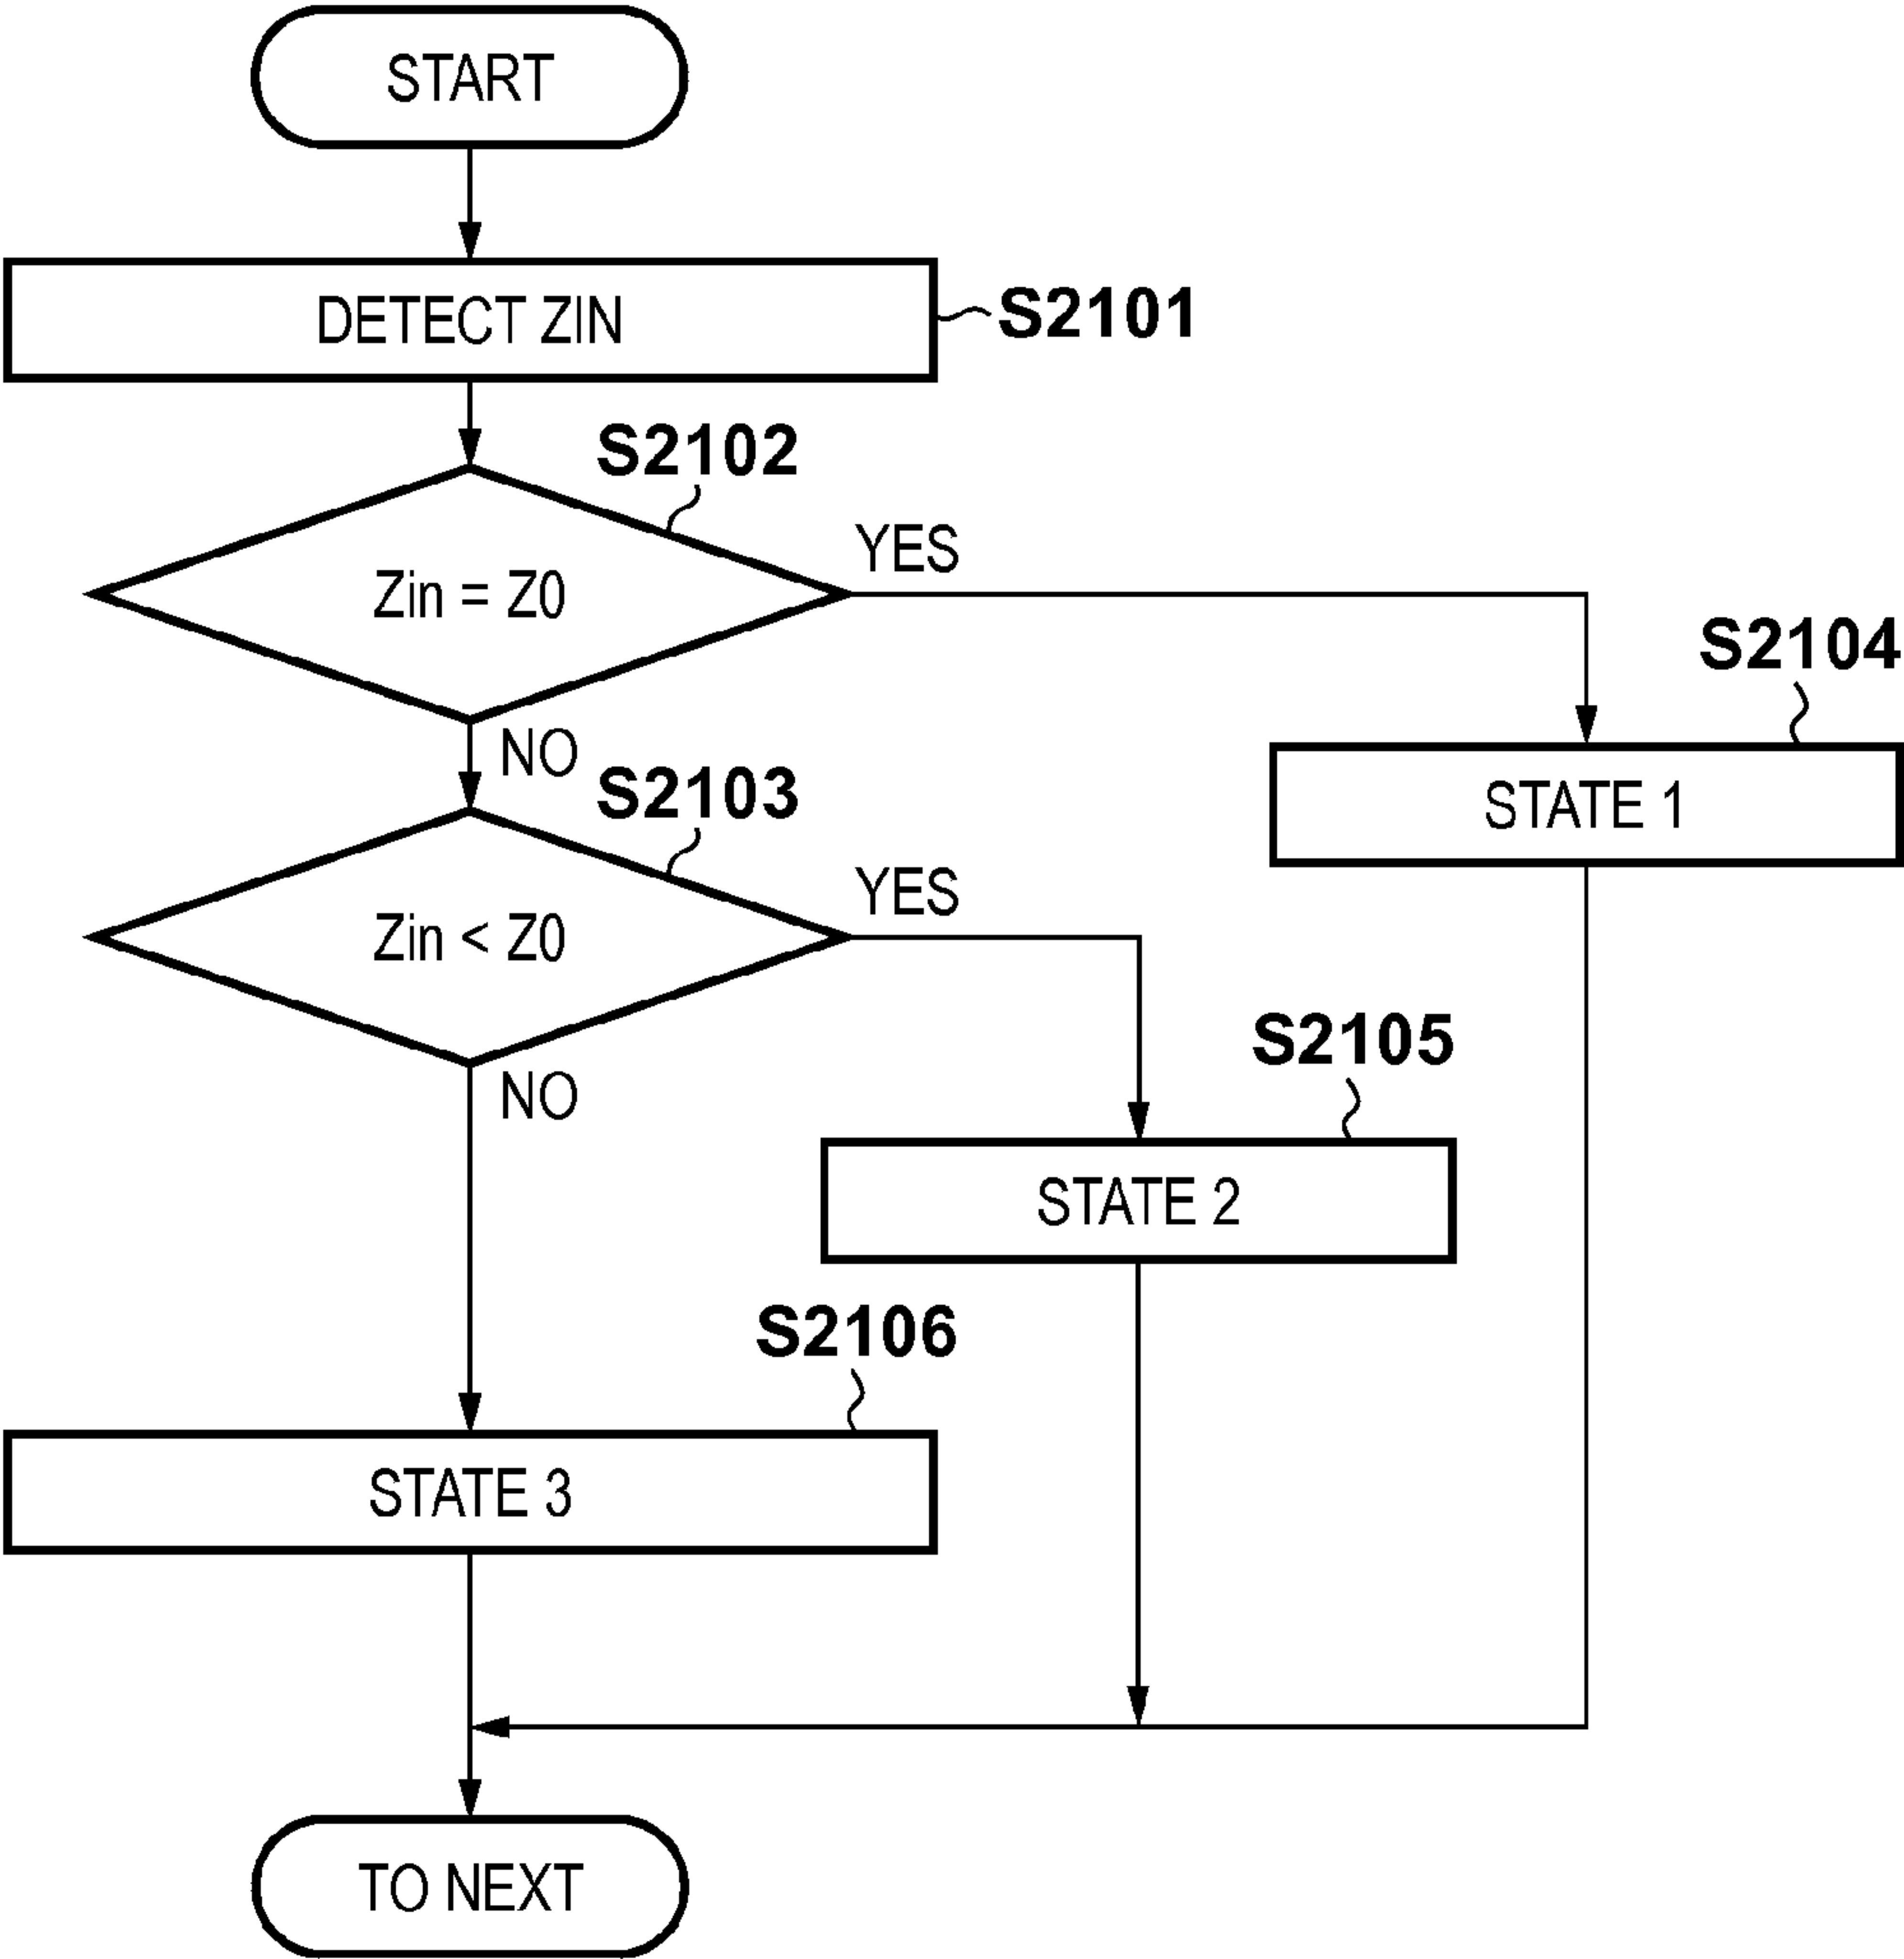 START
DETECT ZIN
S2101
S2102
Zin = Z0
YES
NO
S2104
STATE 1
S2103
Zin < Z0
YES
NO
S2105
STATE 2
S2106
STATE 3
TO NEXT